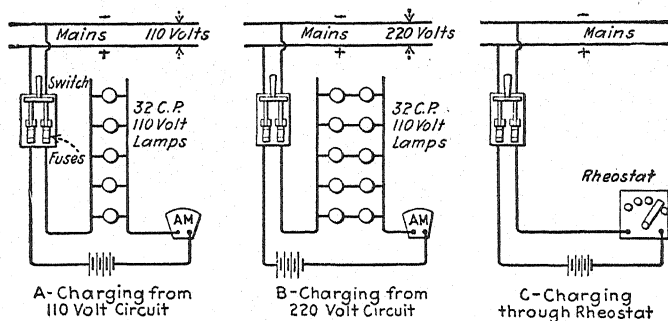 −
Mains 110 Volts
+
Switch
Fuses
32 C.P.
110 Volt
Lamps
AM
A-Charging from
110 Volt Circuit
−
Mains 220 Volts
+
32 C.P.
110 Volt
Lamps
AM
B-Charging from
220 Volt Circuit
−
Mains
+
Rheostat
C-Charging
through Rheostat